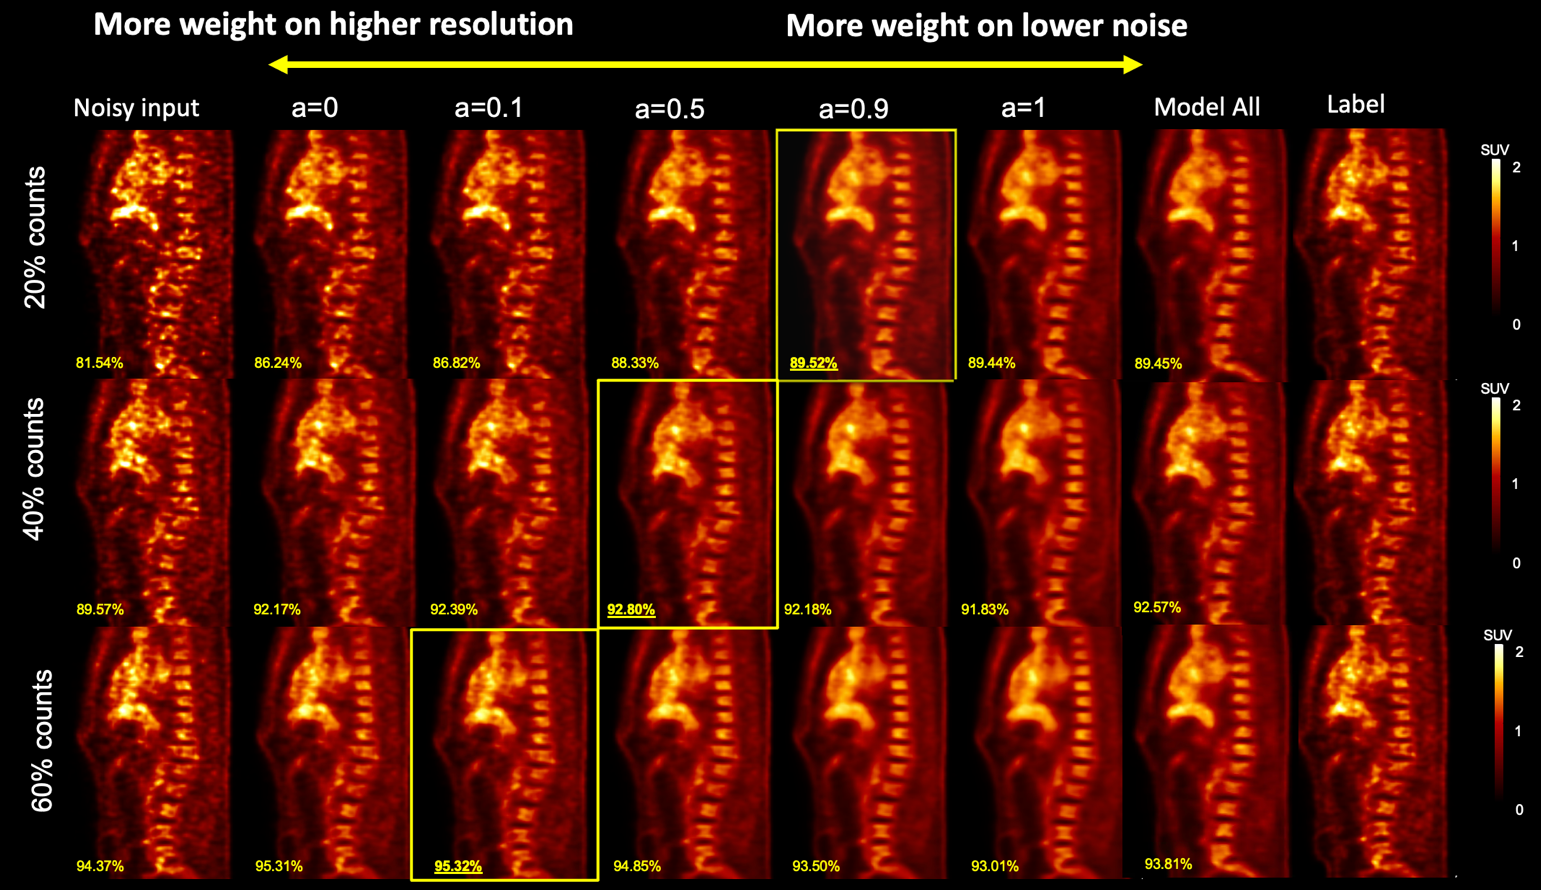 More weight on higher resolution
More weight on lower noise
Noisy input
a=0
a=0.1
a=0.5
a=0.9
a=1
Model All
Label
20% counts
81.54%
86.24%
86.82%
88.33%
89.52%
89.44%
89.45%
SUV
2
1
0
40% counts
89.57%
92.17%
92.39%
92.80%
92.18%
91.83%
92.57%
SUV
2
1
0
60% counts
94.37%
95.31%
95.32%
94.85%
93.50%
93.01%
93.81%
SUV
2
1
0